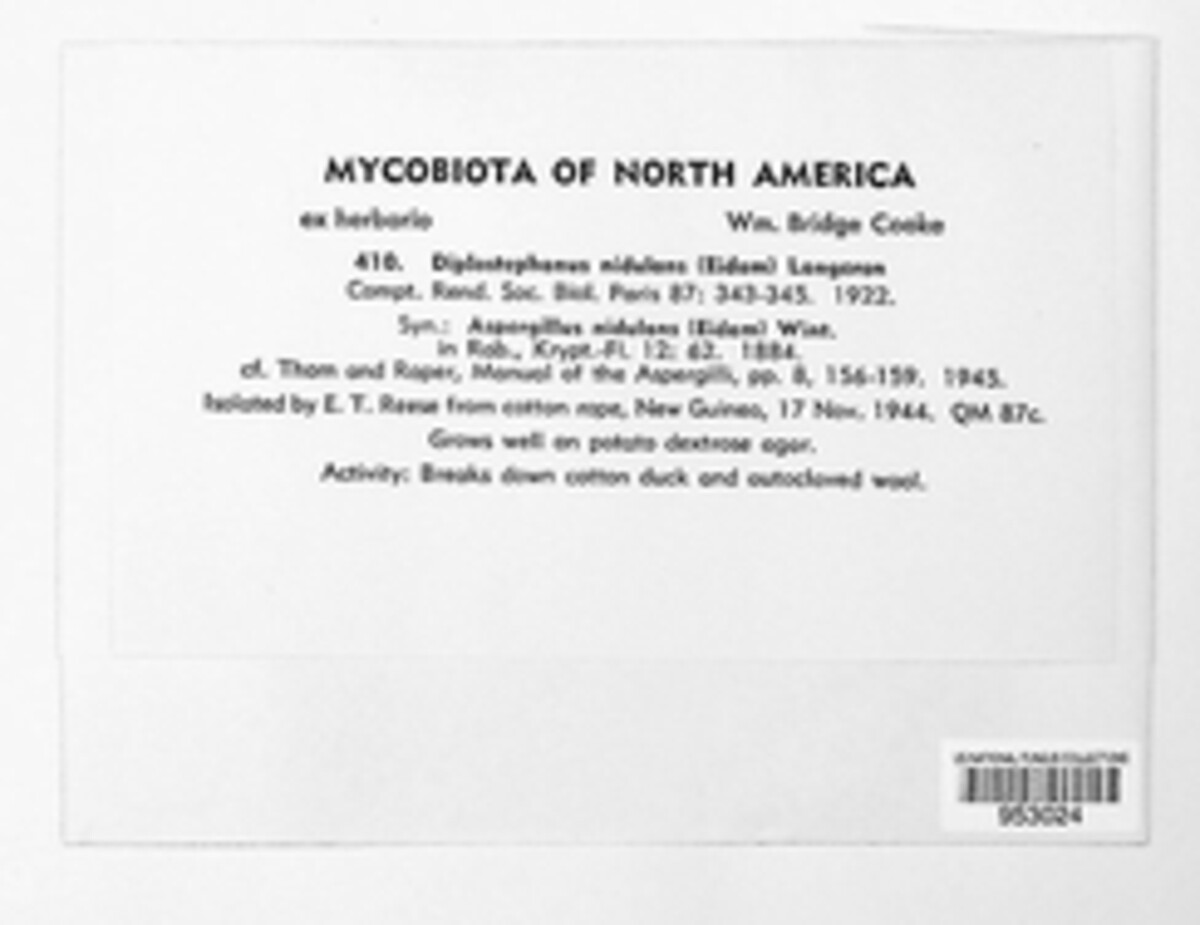 MYCOBIOTA OF NORTH AMERICA
ex herbario Wm. Bridge Cooke
410. Diplostephanus nidulans (Eidam) Langeron
Compt. Rend. Soc. Biol. Paris 87: 343-345. 1922.
Syn.: Aspergillus nidulans (Eidam) Wint.
in Rab., Krypt.-Fl. 12: 62. 1884.
cf. Thom and Raper, Manual of the Aspergilli, pp. 8, 156-159. 1945.
Isolated by E. T. Reese from cotton rope, New Guinea, 17 Nov. 1944. QM 87c.
Grows well on potato dextrose agar.
Activity: Breaks down cotton duck and autoclaved wool.
US NATIONAL FUNGUS COLLECTIONS
953024